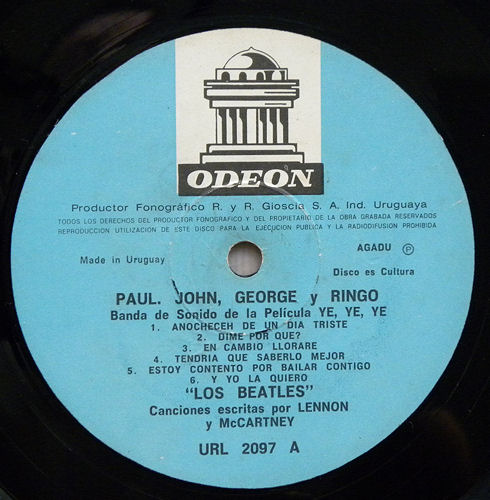 ODEON
Productor Fonográfico R. y R. Gioscia S. A. Ind. Uruguaya
TODOS LOS DERECHOS DEL PRODUCTOR FONOGRAFICO Y DEL PROPIETARIO DE LA OBRA GRABADA RESERVADOS
REPRODUCCION UTILIZACION DE ESTE DISCO PARA LA EJECUCION PUBLICA Y LA RADIODIFUSION PROHIBIDA
AGADU Ⓟ
Made in Uruguay
Disco es Cultura
PAUL. JOHN, GEORGE y RINGO
Banda de Soqido de la Película YE, YE, YE
1. ANOCHECEH DE UN DIA TRISTE
2. DIME POR QUE?
3. EN CAMBIO LLORARE
4. TENDRIA QUE SABERLO MEJOR
5. ESTOY CONTENTO POR BAILAR CONTIGO
6. Y YO LA QUIERO
"LOS BEATLES"
Canciones escritas por LENNON
y McCARTNEY
URL 2097 A